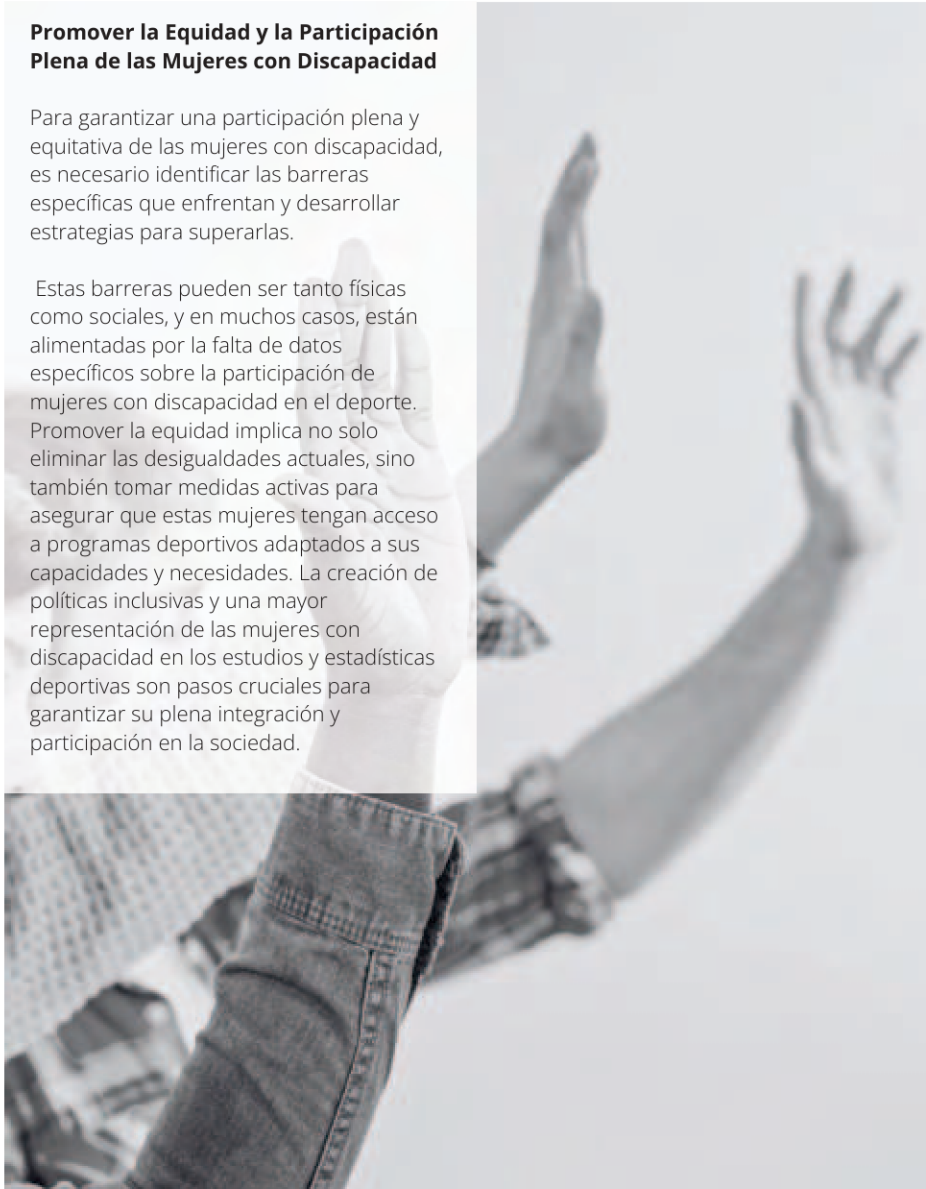 Promover la Equidad y la Participación
Plena de las Mujeres con Discapacidad
Para garantizar una participación plena y
equitativa de las mujeres con discapacidad,
es necesario identificar las barreras
específicas que enfrentan y desarrollar
estrategias para superarlas.
Estas barreras pueden ser tanto físicas
como sociales, y en muchos casos, están
alimentadas por la falta de datos
específicos sobre la participación de
mujeres con discapacidad en el deporte.
Promover la equidad implica no solo
eliminar las desigualdades actuales, sino
también tomar medidas activas para
asegurar que estas mujeres tengan acceso
a programas deportivos adaptados a sus
capacidades y necesidades. La creación de
políticas inclusivas y una mayor
representación de las mujeres con
discapacidad en los estudios y estadísticas
deportivas son pasos cruciales para
garantizar su plena integración y
participación en la sociedad.